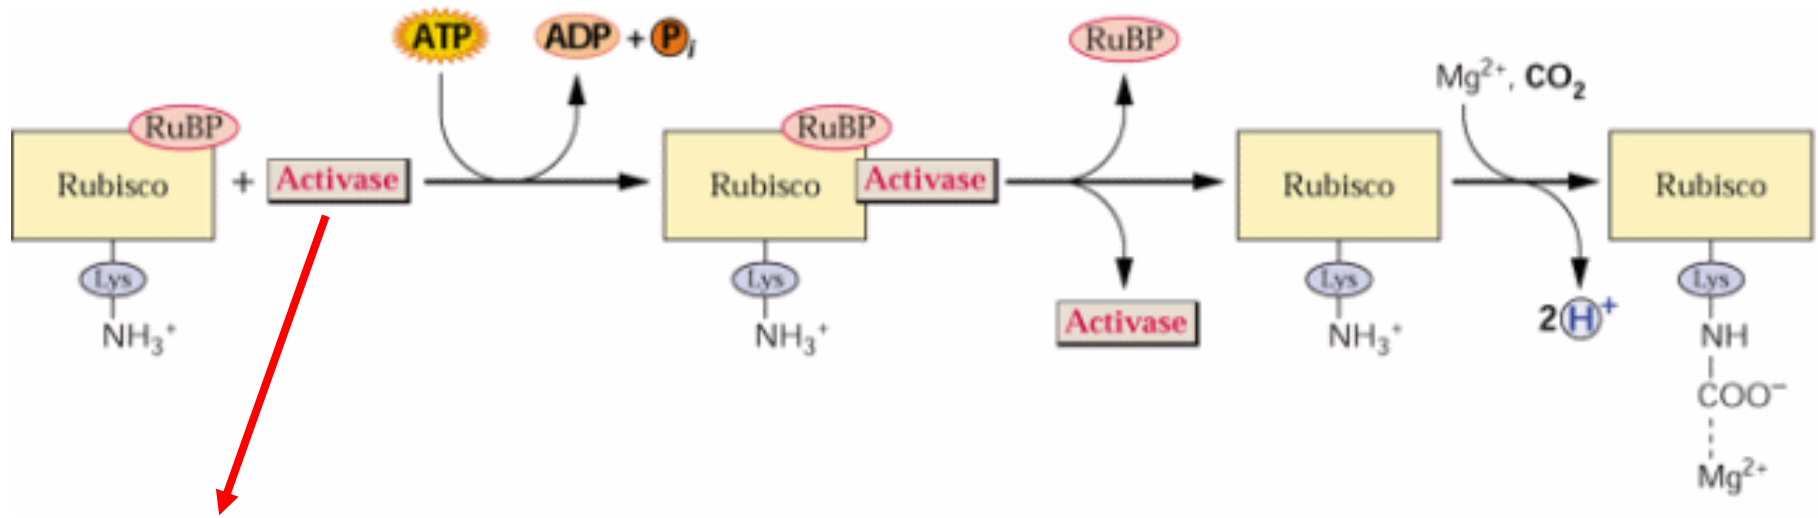 ATP
ADP + Pi
RuBP
Mg2+, CO2
RuBP
Rubisco
+
Activase
RuBP
Rubisco
Activase
Rubisco
Rubisco
Lys
NH3+
Lys
NH3+
Activase
Lys
NH3+
2H+
Lys
NH
COO−
Mg2+